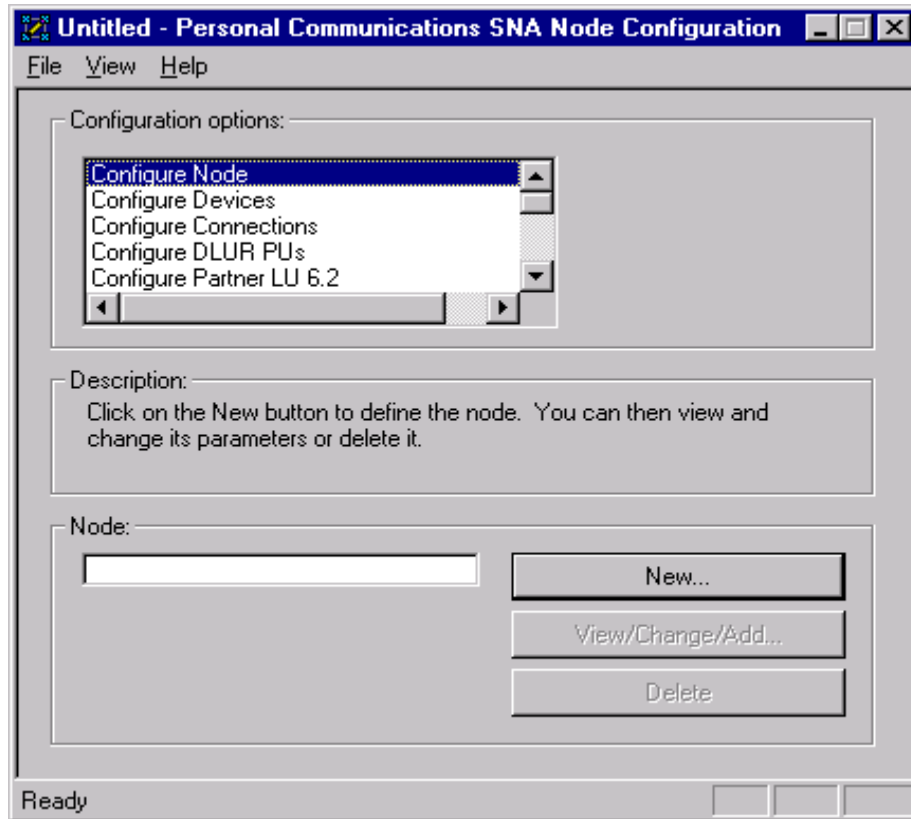 Untitled - Personal Communications SNA Node Configuration
File View Help
Configuration options:
Configure Node
Configure Devices
Configure Connections
Configure DLUR PUs
Configure Partner LU 6.2
Description:
Click on the New button to define the node. You can then view and
change its parameters or delete it.
Node:
New...
View/Change/Add...
Delete
Ready